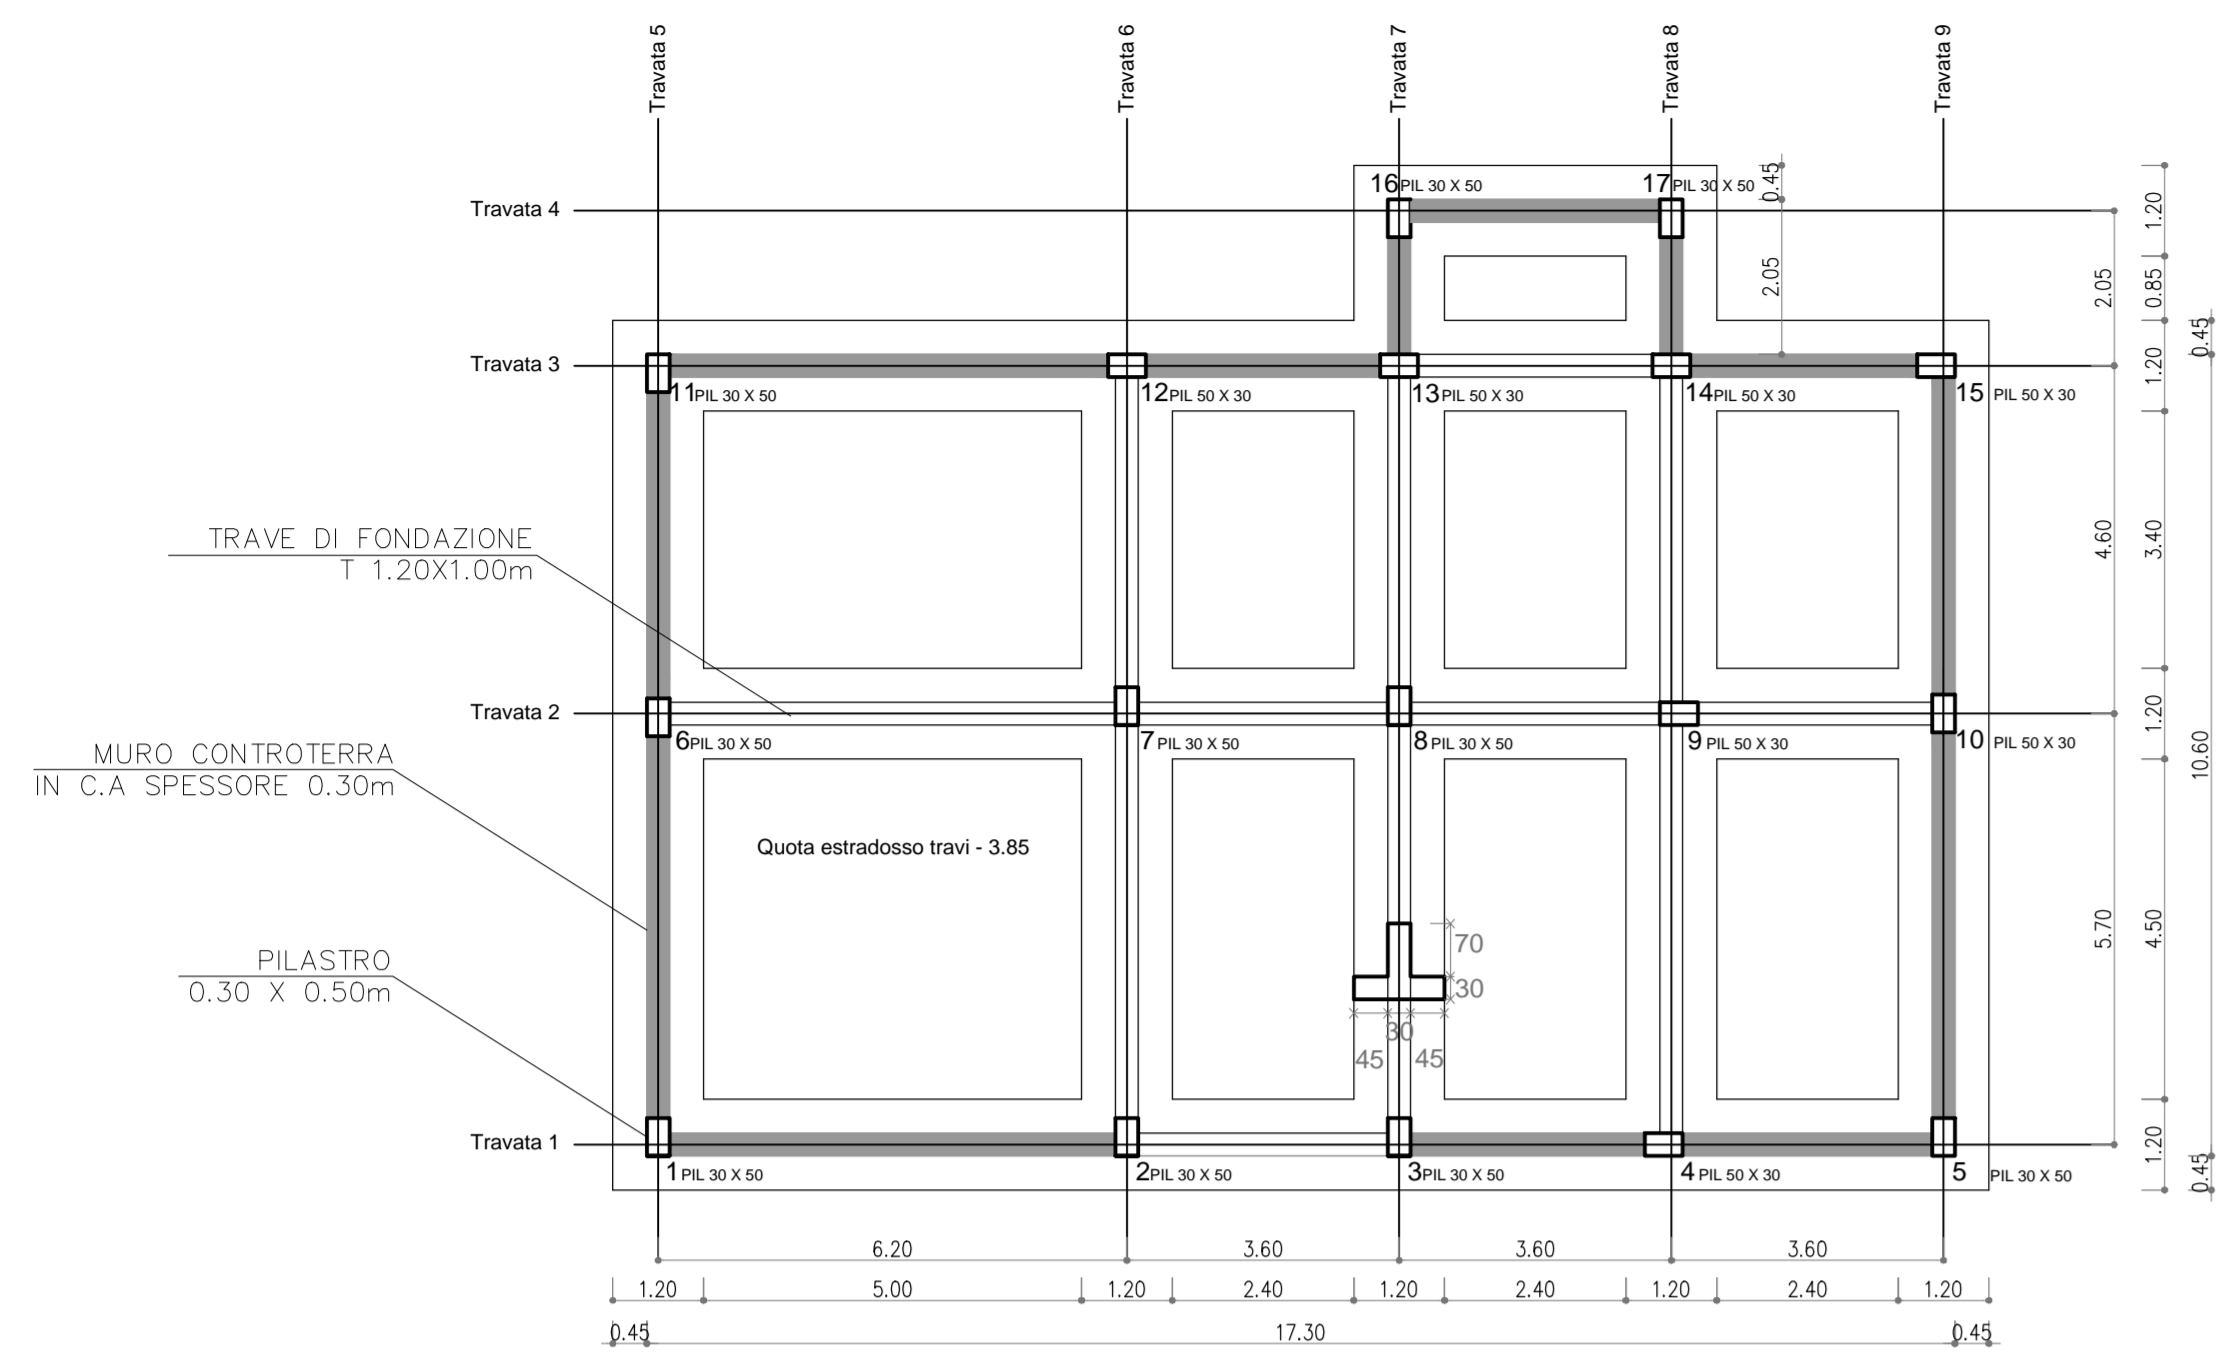 Travata 5
Travata 6
Travata 7
Travata 8
Travata 9
16 PIL 30 X 50
17 PIL 30 X 50
0.45
1.20
Travata 4
2.05
2.05
0.85
0.45
Travata 3
1.20
11 PIL 30 X 50
12 PIL 50 X 30
13 PIL 50 X 30
14 PIL 50 X 30
15 PIL 50 X 30
TRAVE DI FONDAZIONE
T 1.20X1.00m
4.60
3.40
Travata 2
1.20
6 PIL 30 X 50
7 PIL 30 X 50
8 PIL 30 X 50
9 PIL 50 X 30
10 PIL 50 X 30
MURO CONTROTERRA
IN C.A SPESSORE 0.30m
10.60
Quota estradosso travi - 3.85
5.70
4.50
70
30
30
45
45
PILASTRO
0.30 X 0.50m
Travata 1
1.20
0.45
1 PIL 30 X 50
2 PIL 30 X 50
3 PIL 30 X 50
4 PIL 50 X 30
5 PIL 30 X 50
6.20
3.60
3.60
3.60
1.20
5.00
1.20
2.40
1.20
2.40
1.20
2.40
1.20
0.45
17.30
0.45